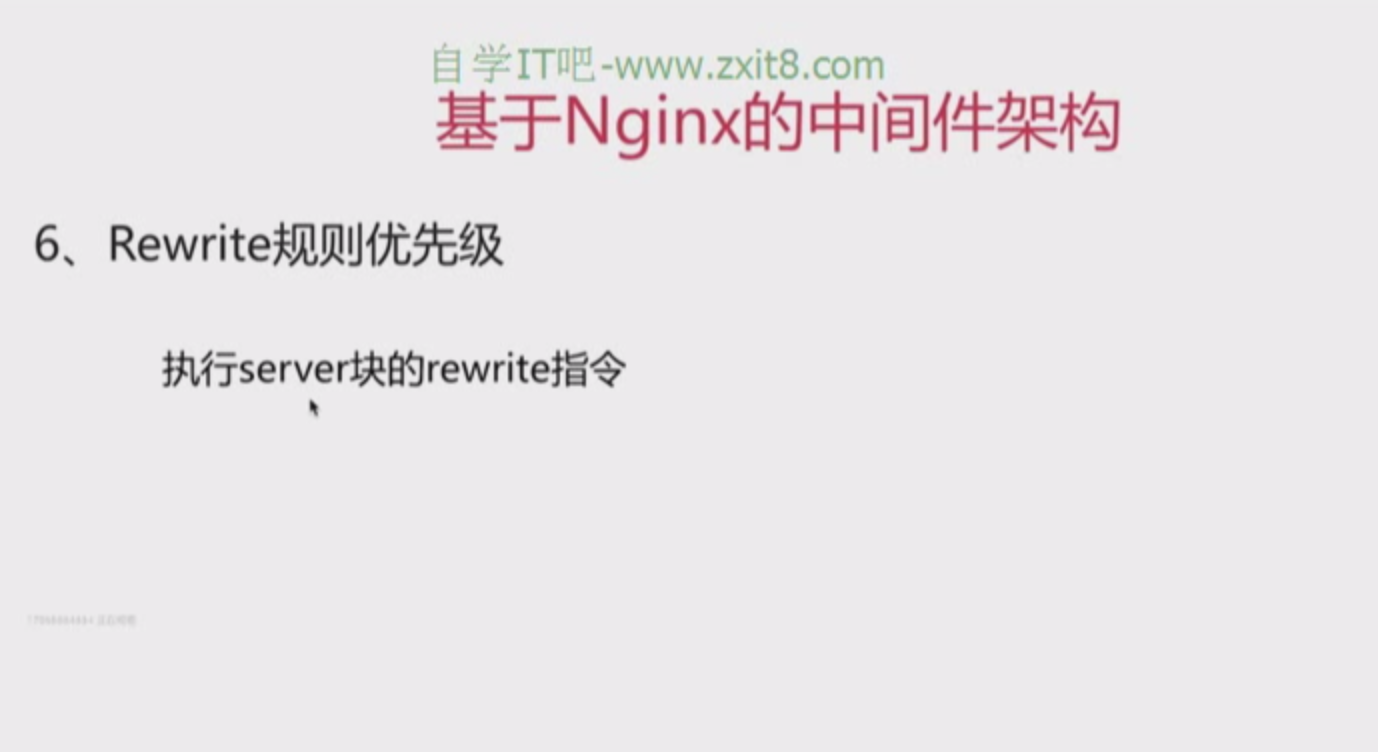 自学IT吧-www.zxit8.com
基于Nginx的中间件架构
6、Rewrite规则优先级
执行server块的rewrite指令